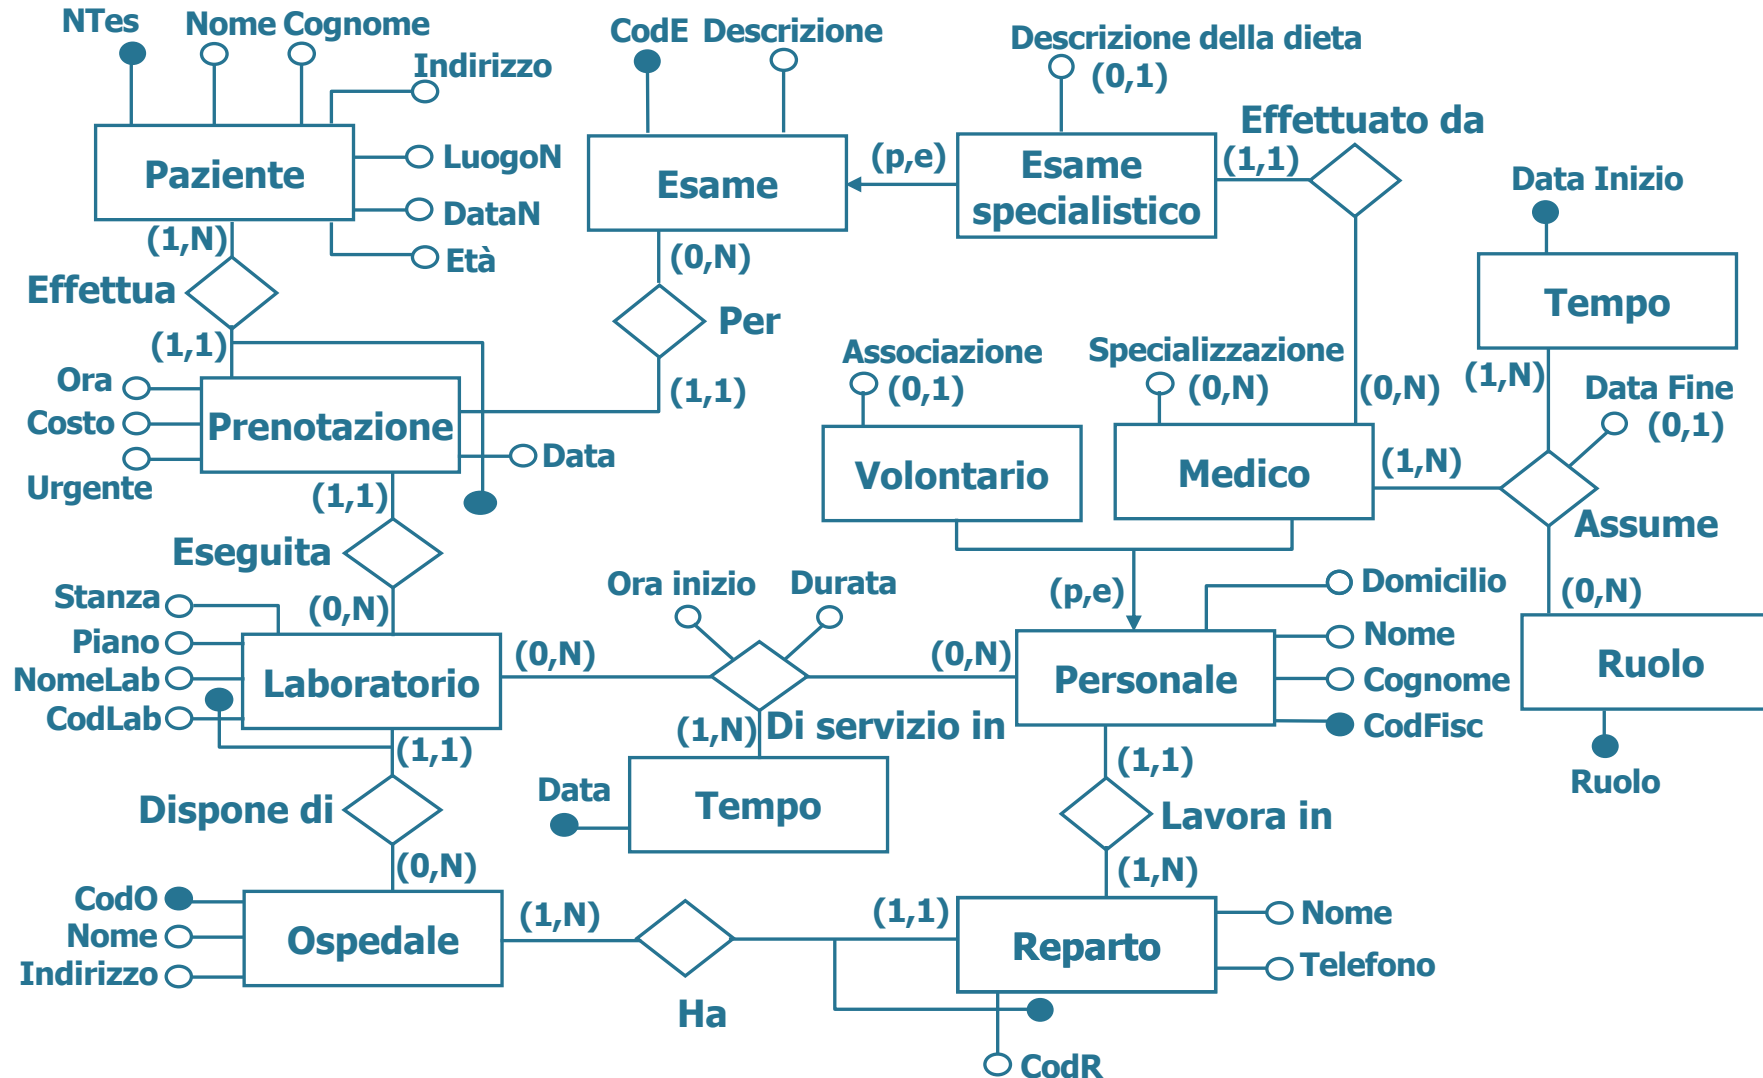 NTes
Nome Cognome
Indirizzo
Paziente
LuogoN
DataN
Età
(1,N)
Effettua
(1,1)
CodE Descrizione
Esame
(0,N)
Per
(1,1)
(p,e)
Descrizione della dieta
(0,1)
Esame
specialistico
(1,1)
Effettuato da
(0,N)
Data Inizio
Tempo
(1,N)
Data Fine
(0,1)
Ora
Costo
Urgente
Prenotazione
Data
(1,1)
Eseguita
(0,N)
Associazione
(0,1)
Volontario
Specializzazione
(0,N)
Medico
(1,N)
Assume
(0,N)
Ruolo
Ruolo
(p,e)
Stanza
Piano
NomeLab
CodLab
Laboratorio
(0,N)
Ora inizio
Durata
(0,N)
Di servizio in
(1,N)
Data
Tempo
Personale
Domicilio
Nome
Cognome
CodFisc
(1,1)
Dispone di
(0,N)
(1,1)
Lavora in
(1,N)
CodO
Nome
Indirizzo
Ospedale
(1,N)
Ha
(1,1)
Reparto
Nome
Telefono
CodR